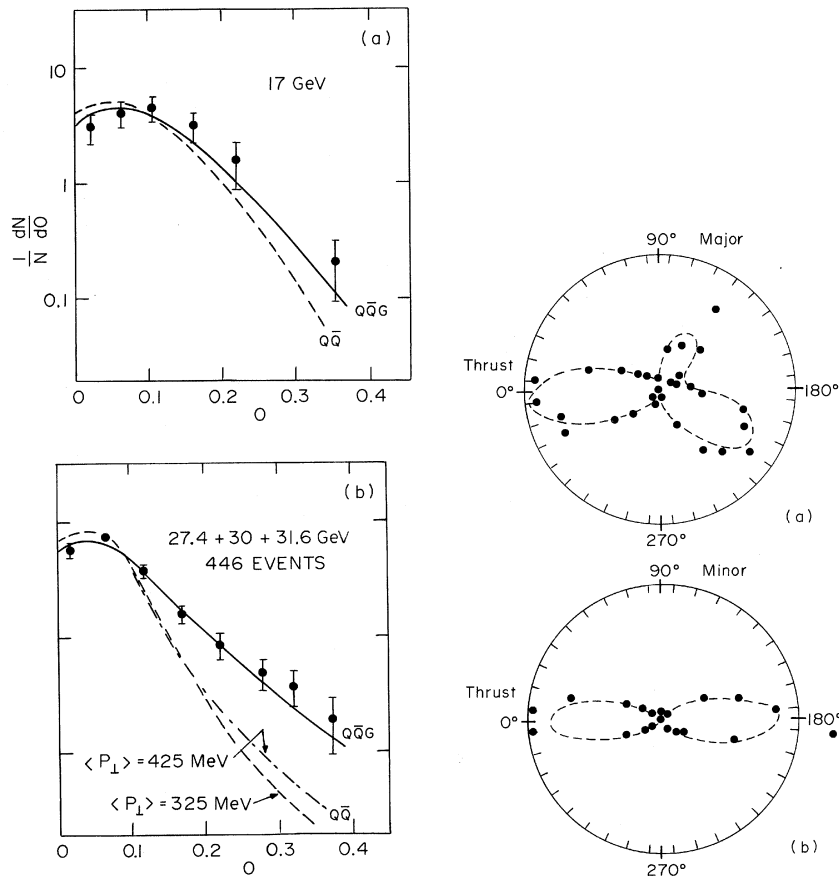 (a)
17 GeV
10
1
0.1
1/N dN/dO
QQ̄G
QQ̄
0 0.1 0.2 0.3 0.4
O
(b)
27.4 + 30 + 31.6 GeV
446 EVENTS
QQ̄G
⟨P⊥⟩ = 425 MeV
⟨P⊥⟩ = 325 MeV
QQ̄
0 0.1 0.2 0.3 0.4
O
90° Major
Thrust
0°
180°
270°
(a)
90° Minor
Thrust
0°
180°
270°
(b)